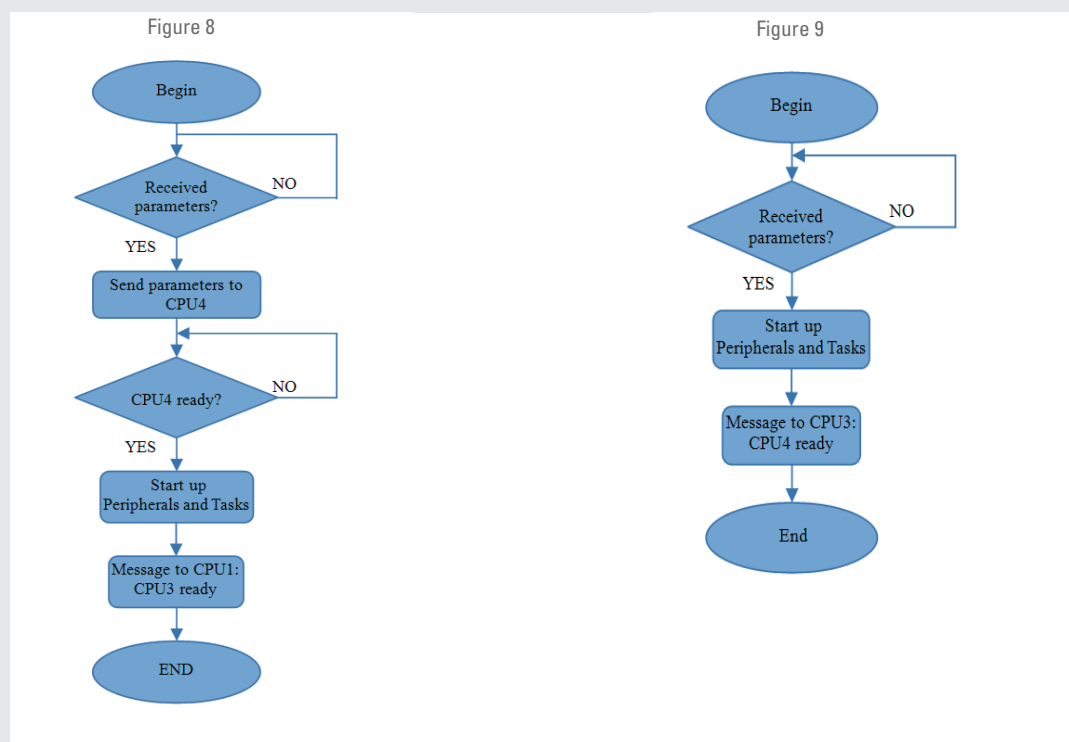 Figure 8
Begin
Received
parameters?
NO
YES
Send parameters to
CPU4
CPU4 ready?
NO
YES
Start up
Peripherals and Tasks
Message to CPU1:
CPU3 ready
END
Figure 9
Begin
Received
parameters?
NO
YES
Start up
Peripherals and Tasks
Message to CPU3:
CPU4 ready
End